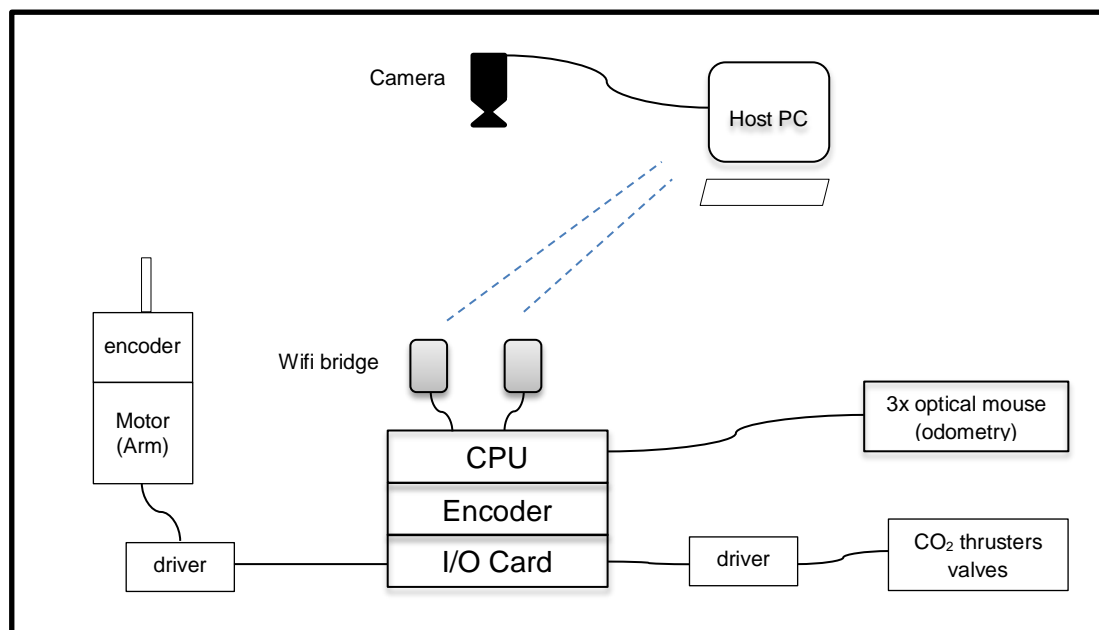 Camera
Host PC
encoder
Motor
(Arm)
Wifi bridge
CPU
Encoder
I/O Card
3x optical mouse
(odometry)
driver
driver
CO₂ thrusters
valves